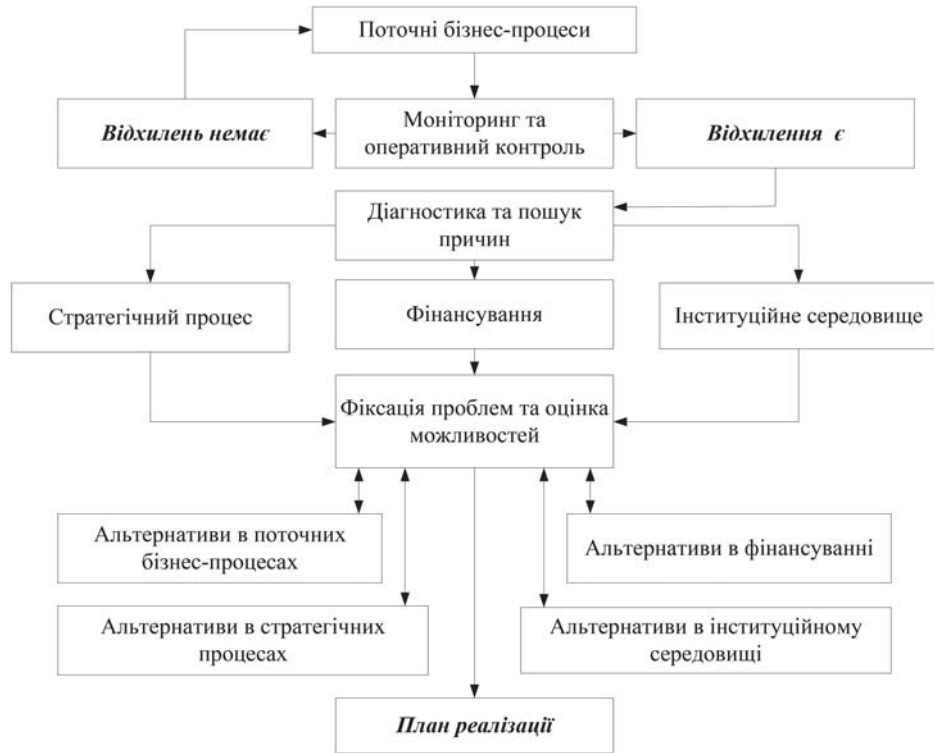 Поточні бізнес-процеси
Відхилень немає
Моніторинг та
оперативний контроль
Відхилення є
Діагностика та пошук
причин
Стратегічний процес
Фінансування
Інституційне середовище
Фіксація проблем та оцінка
можливостей
Альтернативи в поточних
бізнес-процесах
Альтернативи в фінансуванні
Альтернативи в стратегічних
процесах
Альтернативи в інституційному
середовищі
План реалізації